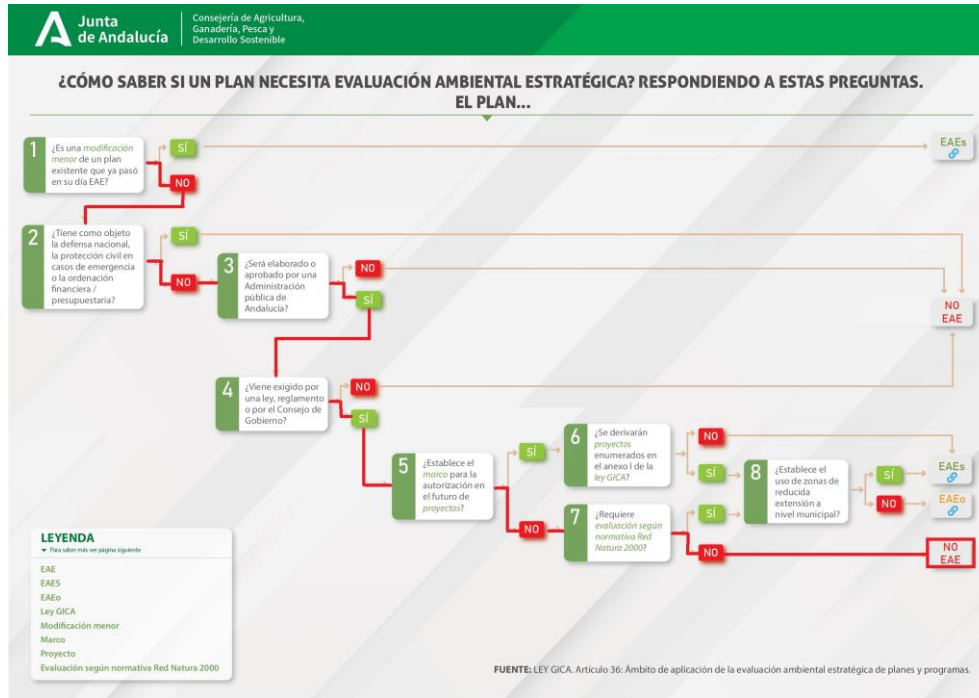 Junta
de Andalucía
Consejería de Agricultura,
Ganadería, Pesca y
Desarrollo Sostenible
¿CÓMO SABER SI UN PLAN NECESITA EVALUACIÓN AMBIENTAL ESTRATÉGICA? RESPONDIENDO A ESTAS PREGUNTAS.
EL PLAN...
1
¿Es una modificación
menor de un plan
existente que ya pasó
en su día EAE?
SÍ
NO
EAEs
2
¿Tiene como objeto
la defensa nacional,
la protección civil en
casos de emergencia
o la ordenación
financiera /
presupuestaria?
SÍ
NO
3
¿Será elaborado o
aprobado por una
Administración
pública de
Andalucía?
NO
SÍ
NO
EAE
4
¿Viene exigido por
una ley, reglamento
o por el Consejo de
Gobierno?
NO
SÍ
5
¿Establece el
marco para la
autorización en
el futuro de
proyectos?
SÍ
NO
6
¿Se derivarán
proyectos
enumerados en
el anexo I de la
ley GICA?
NO
SÍ
7
¿Requiere
evaluación según
normativa Red
Natura 2000?
SÍ
NO
8
¿Establece el
uso de zonas de
reducida
extensión a
nivel municipal?
SÍ
NO
EAEs
EAEo
NO
EAE
LEYENDA
Para saber más ver página siguiente
EAE
EAES
EAEo
Ley GICA
Modificación menor
Marco
Proyecto
Evaluación según normativa Red Natura 2000
FUENTE: LEY GICA. Artículo 36: Ámbito de aplicación de la evaluación ambiental estratégica de planes y programas.